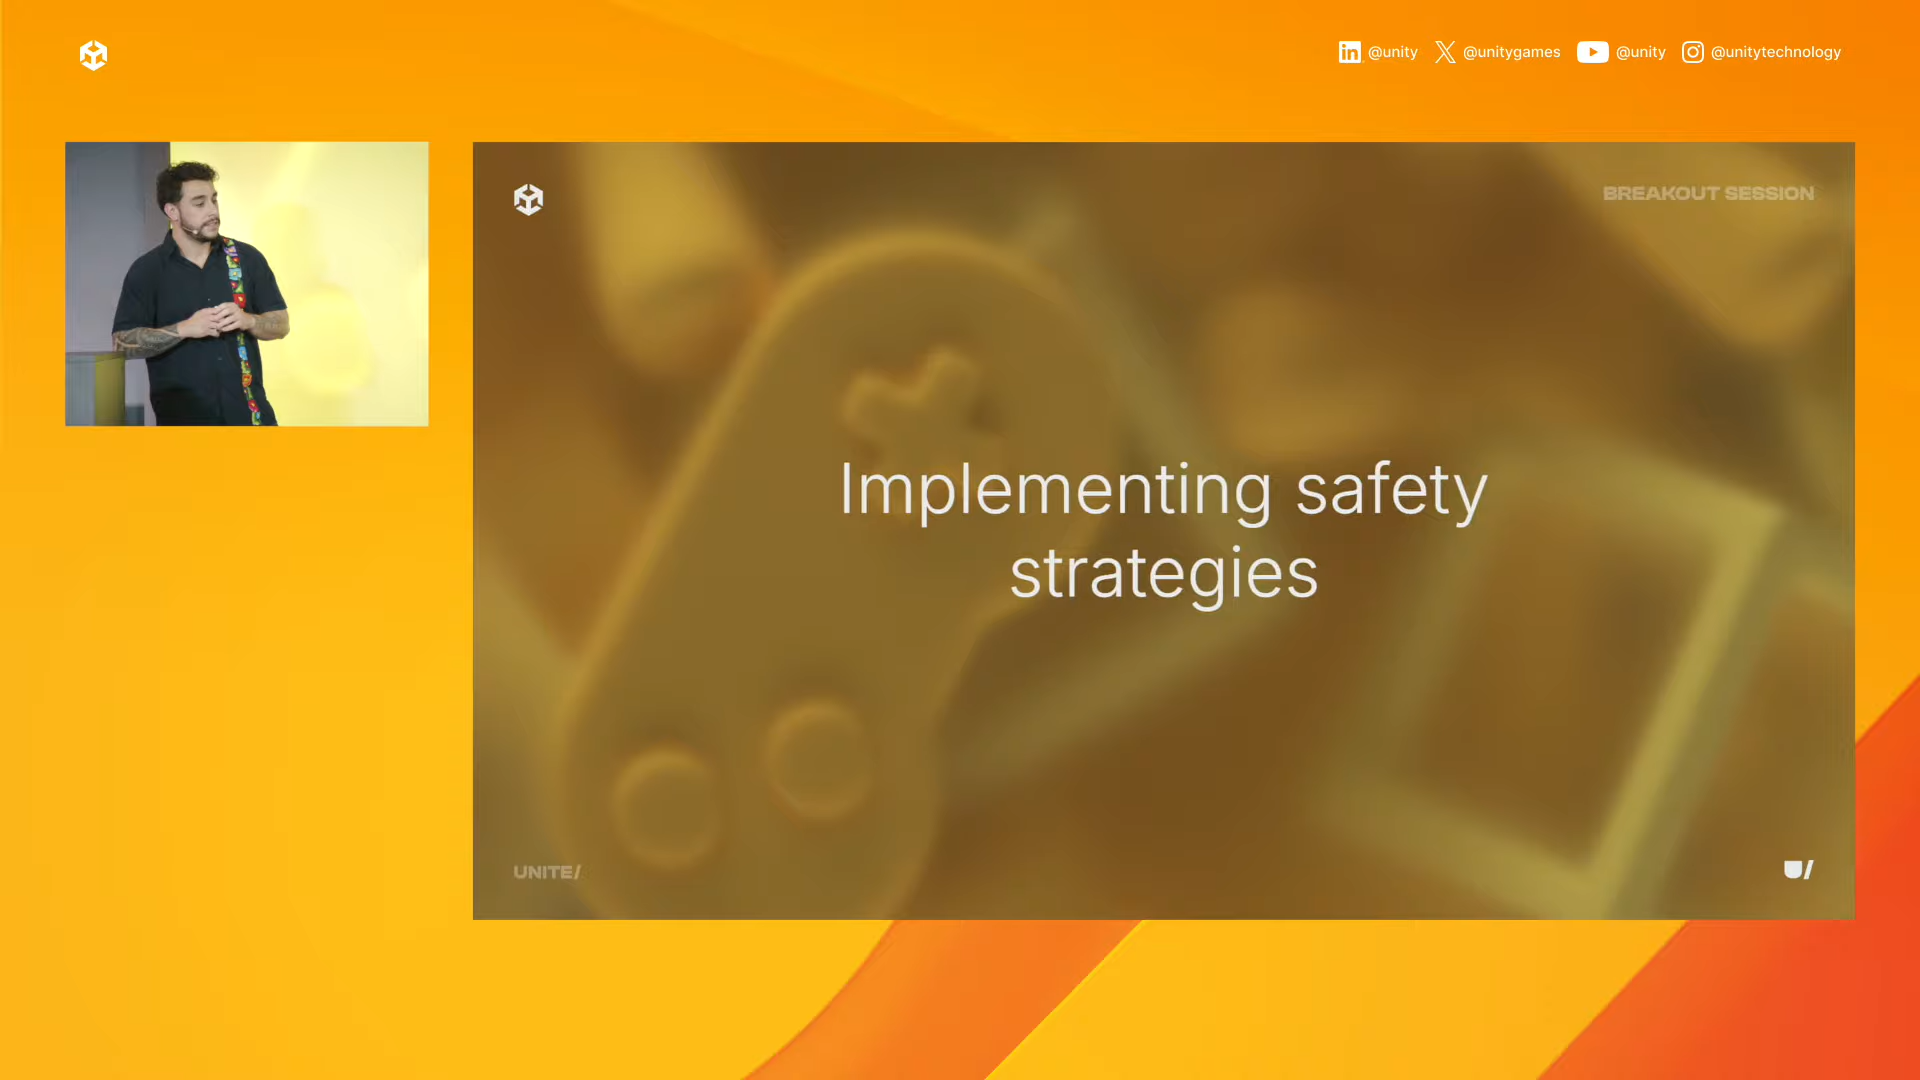 @unity @unitygames @unity @unitytechnology
BREAKOUT SESSION
Implementing safety
strategies
UNITE/
U/